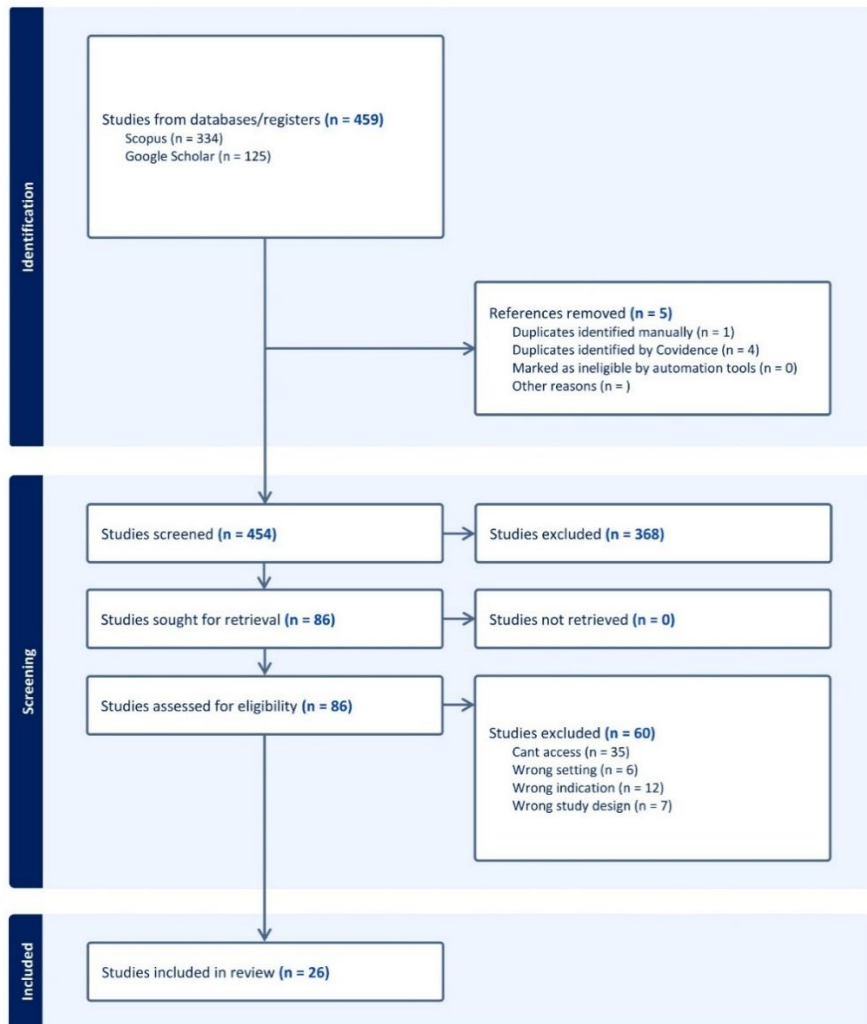 Identification
Studies from databases/registers (n = 459)
Scopus (n = 334)
Google Scholar (n = 125)
References removed (n = 5)
Duplicates identified manually (n = 1)
Duplicates identified by Covidence (n = 4)
Marked as ineligible by automation tools (n = 0)
Other reasons (n = )
Screening
Studies screened (n = 454)
Studies excluded (n = 368)
Studies sought for retrieval (n = 86)
Studies not retrieved (n = 0)
Studies assessed for eligibility (n = 86)
Studies excluded (n = 60)
Cant access (n = 35)
Wrong setting (n = 6)
Wrong indication (n = 12)
Wrong study design (n = 7)
Included
Studies included in review (n = 26)